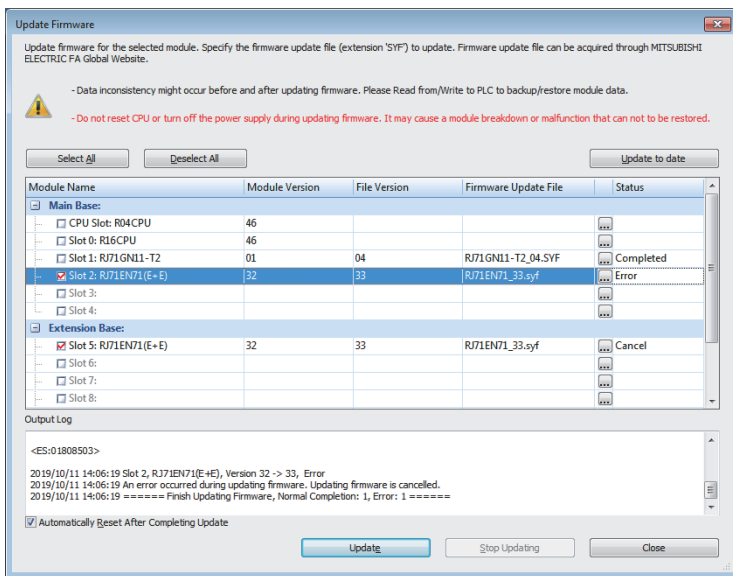 Update Firmware
Update firmware for the selected module. Specify the firmware update file (extension 'SYF') to update. Firmware update file can be acquired through MITSUBISHI
ELECTRIC FA Global Website.
- Data inconsistency might occur before and after updating firmware. Please Read from/Write to PLC to backup/restore module data.
- Do not reset CPU or turn off the power supply during updating firmware. It may cause a module breakdown or malfunction that can not to be restored.
Select All Deselect All Update to date
Module Name Module Version File Version Firmware Update File Status
Main Base:
CPU Slot: R04CPU 46 ...
Slot 0: R16CPU 46 ...
Slot 1: RJ71GN11-T2 01 04 RJ71GN11-T2_04.SYF ... Completed
Slot 2: RJ71EN71(E+E) 32 33 RJ71EN71_33.syf ... Error
Slot 3: ...
Slot 4: ...
Extension Base:
Slot 5: RJ71EN71(E+E) 32 33 RJ71EN71_33.syf ... Cancel
Slot 6: ...
Slot 7: ...
Slot 8: ...
Output Log
<ES:01808503>
2019/10/11 14:06:19 Slot 2, RJ71EN71(E+E), Version 32 -> 33, Error
2019/10/11 14:06:19 An error occurred during updating firmware. Updating firmware is cancelled.
2019/10/11 14:06:19 ====== Finish Updating Firmware, Normal Completion: 1, Error: 1 ======
Automatically Reset After Completing Update
Update Stop Updating Close